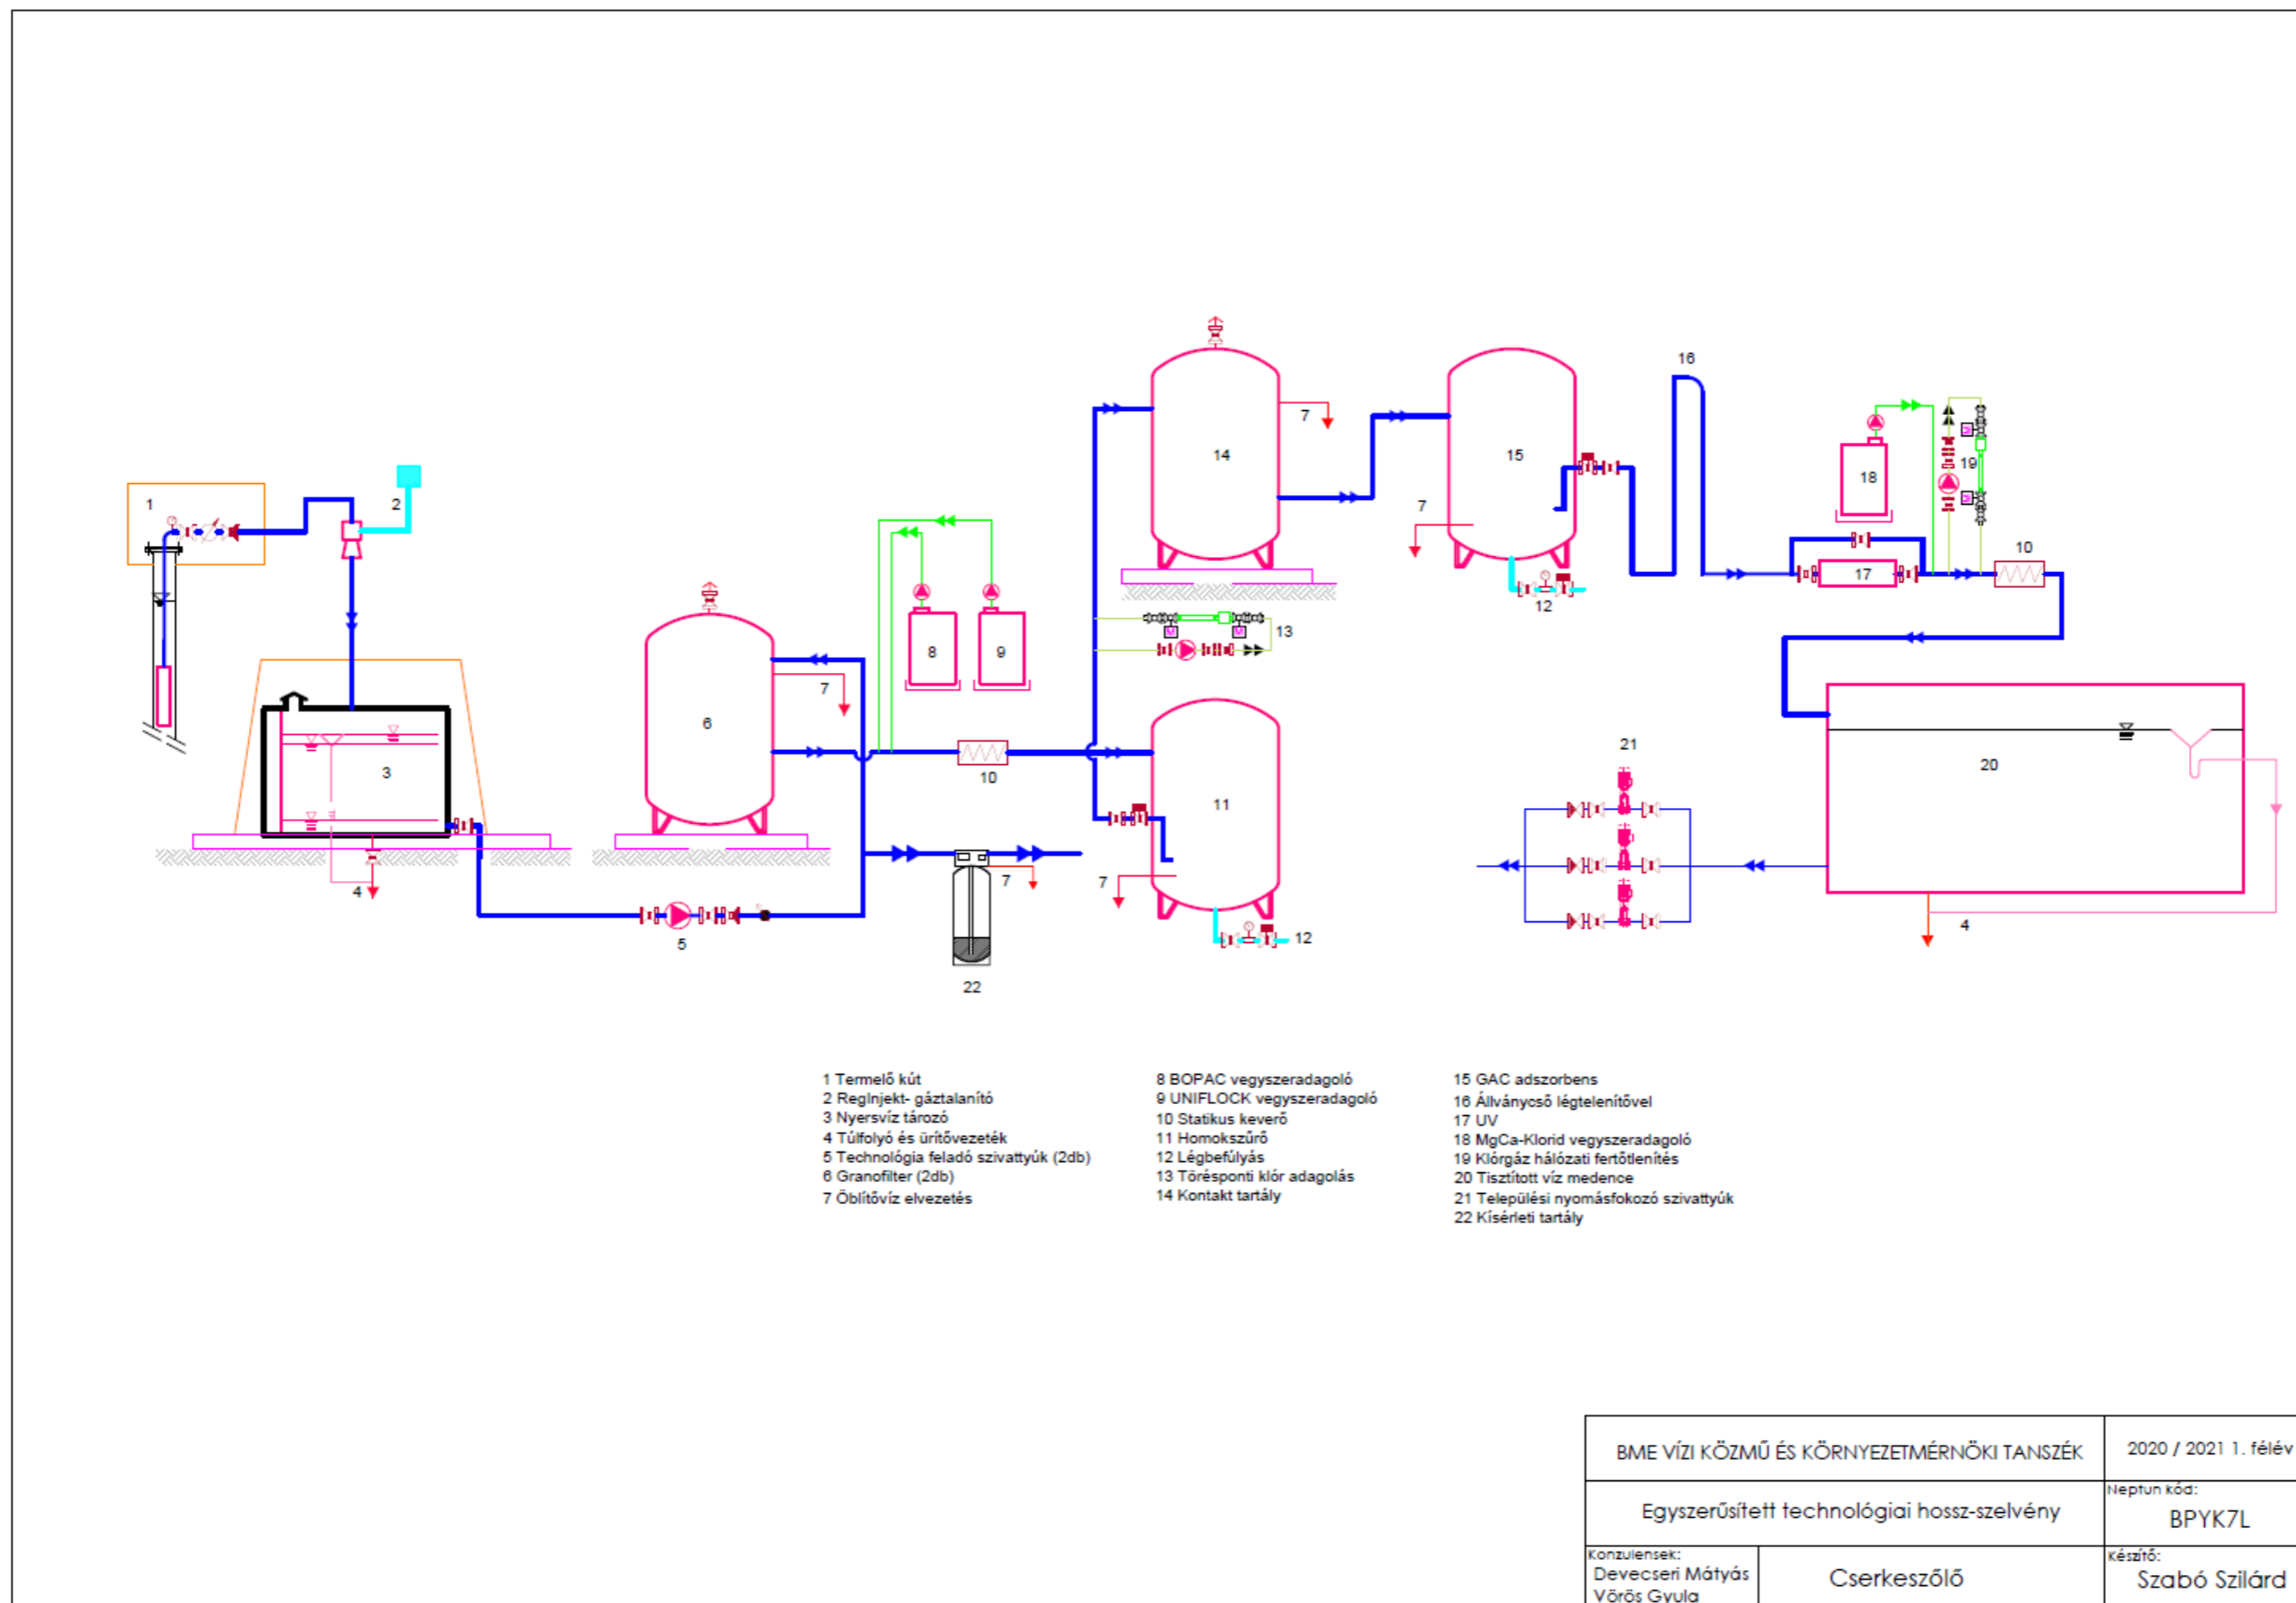 1
2
3
4
5
6
7
7
8
9
10
22
14
7
13
11
7
12
15
7
12
16
17
18
19
10
20
4
21
1 Termelő kút
2 RegInjekt- gáztalanító
3 Nyersvíz tározó
4 Túlfolyó és ürítővezeték
5 Technológia feladó szivattyúk (2db)
6 Granofilter (2db)
7 Öblítővíz elvezetés
8 BOPAC vegyszeradagoló
9 UNIFLOCK vegyszeradagoló
10 Statikus keverő
11 Homokszűrő
12 Légbefúlyás
13 Törésponti klór adagolás
14 Kontakt tartály
15 GAC adszorbens
16 Állványcső légtelenítővel
17 UV
18 MgCa-Klorid vegyszeradagoló
19 Klórgáz hálózati fertőtlenítés
20 Tisztított víz medence
21 Települési nyomásfokozó szivattyúk
22 Kísérleti tartály
BME VÍZI KÖZMŰ ÉS KÖRNYEZETMÉRNÖKI TANSZÉK
2020 / 2021 1. félév
Egyszerűsített technológiai hossz-szelvény
Neptun kód:
BPYK7L
Konzulensek:
Devecseri Mátyás
Vörös Gyula
Cserkeszőlő
Készítő:
Szabó Szilárd